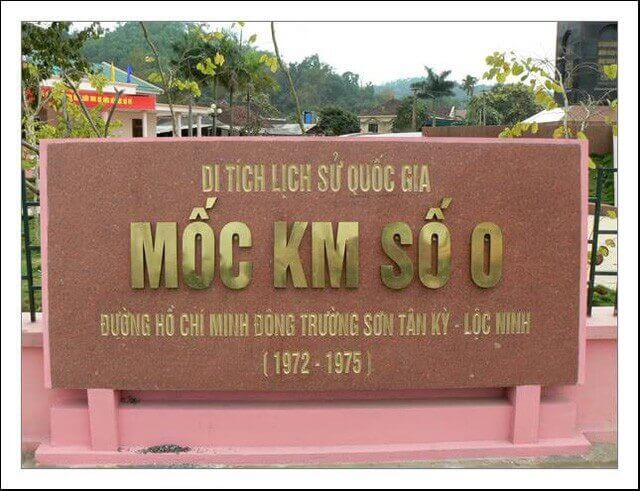 DI TÍCH LỊCH SỬ QUỐC GIA
MỐC KM SỐ 0
ĐƯỜNG HỒ CHÍ MINH ĐÔNG TRƯỜNG SƠN TÂN KỲ - LỘC NINH
( 1972 - 1975 )